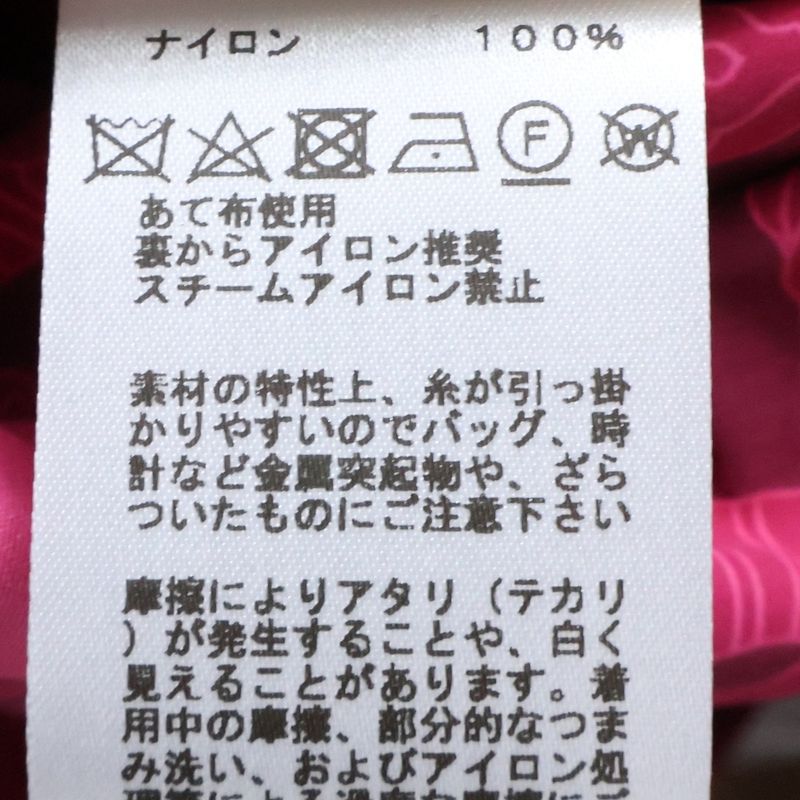 ナイロン 100%
F
W
あて布使用
裏からアイロン推奨
スチームアイロン禁止
素材の特性上、糸が引っ掛
かりやすいのでバッグ、時
計など金属突起物や、ざら
ついたものにご注意下さい
摩擦によりアタリ（テカリ
）が発生することや、白く
見えることがあります。着
用中の摩擦、部分的なつま
み洗い、およびアイロン処